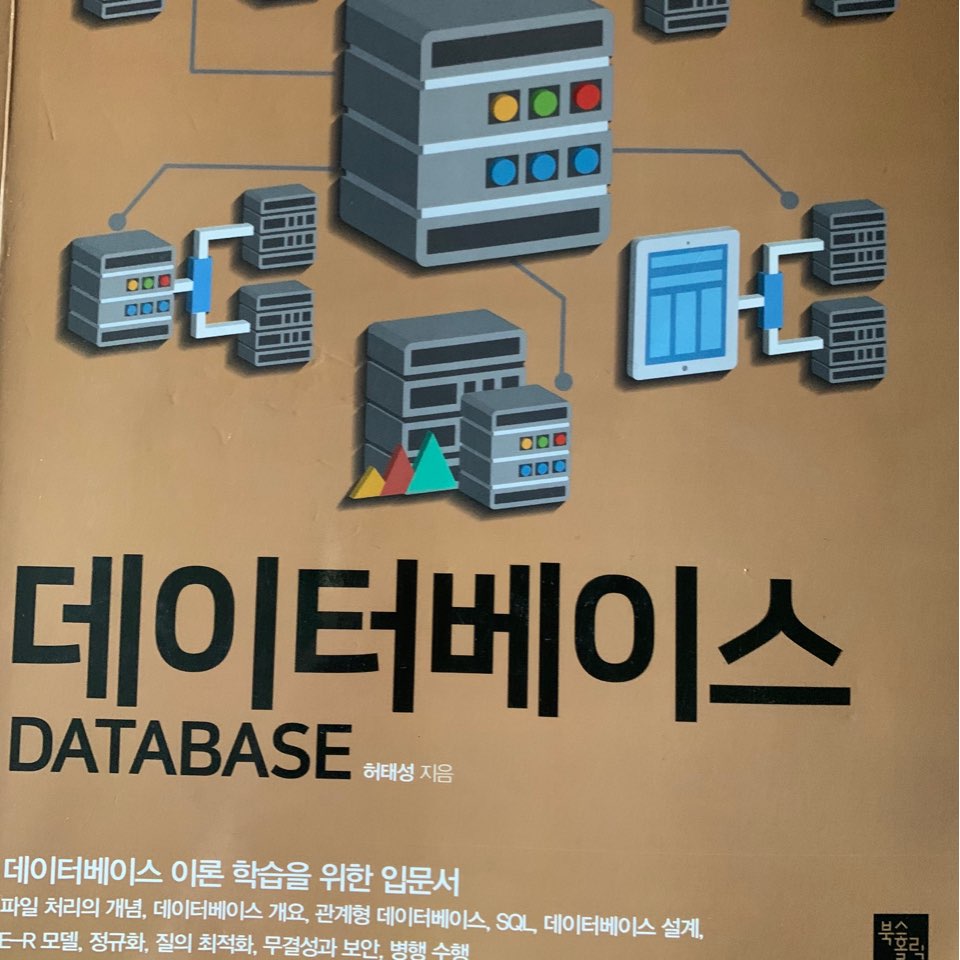 데이터베이스
DATABASE 허태성 지음
데이터베이스 이론 학습을 위한 입문서
파일 처리의 개념, 데이터베이스 개요, 관계형 데이터베이스, SQL, 데이터베이스 설계,
E-R 모델, 정규화, 질의 최적화, 무결성과 보안, 병행 수행
북스
홀릭